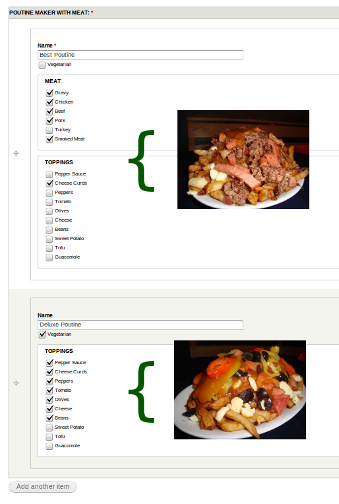 POUTINE MAKER WITH MEAT: *
Name *
Best Poutine
Vegetarian
MEAT
Gravy
Chicken
Beef
Pork
Turkey
Smoked Meat
TOPPINGS
Pepper Sauce
Cheese Curds
Peppers
Tomato
Olives
Cheese
Beans
Sweet Potato
Tofu
Guacomole
Name
Deluxe Poutine
Vegetarian
TOPPINGS
Pepper Sauce
Cheese Curds
Peppers
Tomato
Olives
Cheese
Beans
Sweet Potato
Tofu
Guacomole
Add another item